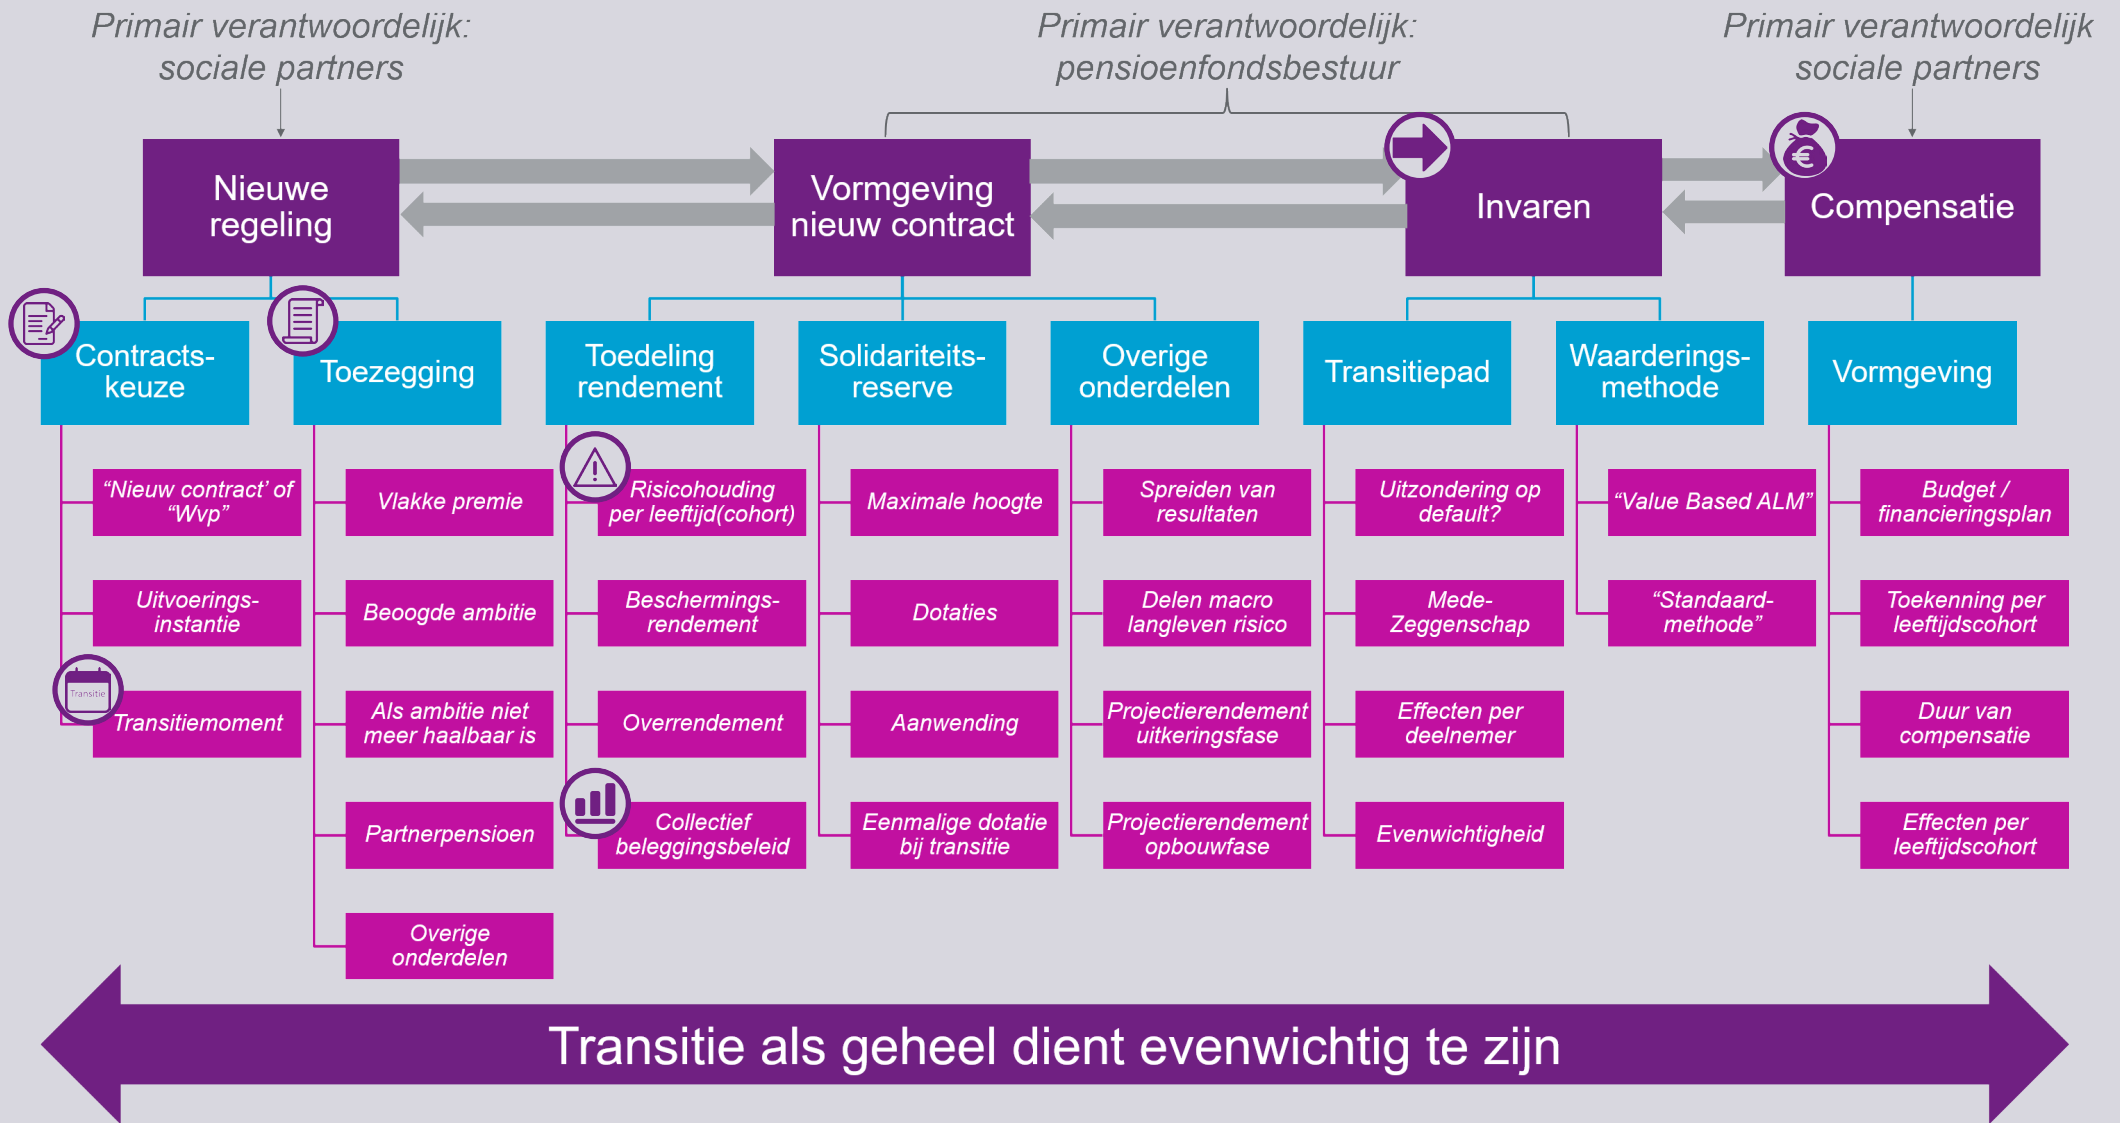 Primair verantwoordelijk:
sociale partners
Primair verantwoordelijk:
pensioenfondsbestuur
Primair verantwoordelijk
sociale partners
Nieuwe
regeling
Vormgeving
nieuw contract
Invaren
Compensatie
Contracts-
keuze
Toezegging
Toedeling
rendement
Solidariteits-
reserve
Overige
onderdelen
Transitiepad
Waarderings-
methode
Vormgeving
“Nieuw contract’ of
“Wvp”
Uitvoerings-
instantie
Transitie
Transitiemoment
Vlakke premie
Beoogde ambitie
Als ambitie niet
meer haalbaar is
Partnerpensioen
Overige
onderdelen
Risicohouding
per leeftijd(cohort)
Beschermings-
rendement
Overrendement
Collectief
beleggingsbeleid
Maximale hoogte
Dotaties
Aanwending
Eenmalige dotatie
bij transitie
Spreiden van
resultaten
Delen macro
langleven risico
Projectierendement
uitkeringsfase
Projectierendement
opbouwfase
Uitzondering op
default?
Mede-
Zeggenschap
Effecten per
deelnemer
Evenwichtigheid
“Value Based ALM”
“Standaard-
methode”
Budget /
financieringsplan
Toekenning per
leeftijdscohort
Duur van
compensatie
Effecten per
leeftijdscohort
Transitie als geheel dient evenwichtig te zijn